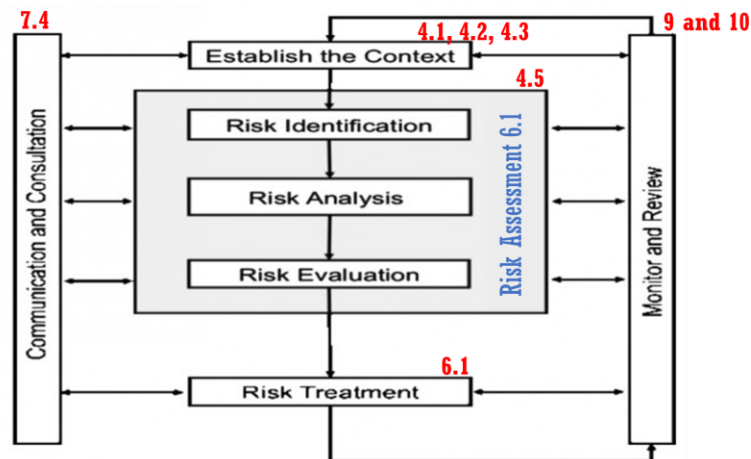 7.4
9 and 10
4.1, 4.2, 4.3
Establish the Context
4.5
Risk Identification
Risk Analysis
Risk Evaluation
Risk Assessment 6.1
6.1
Risk Treatment
Communication and Consultation
Monitor and Review